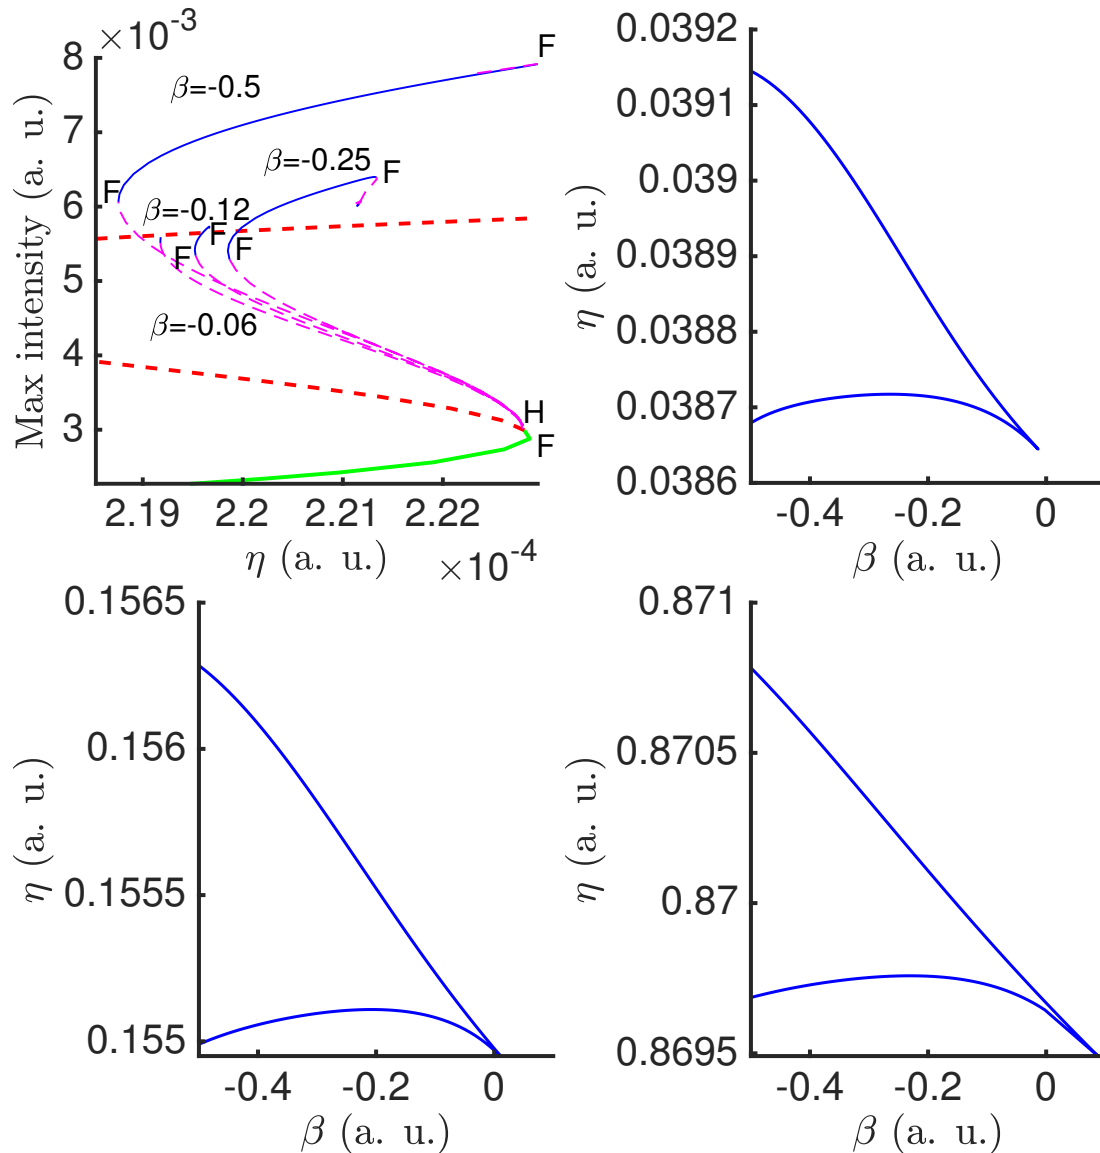 ×10⁻³
8
7
6
5
4
3
Max intensity (a. u.)
β=-0.5
F
β=-0.25
F
F
β=-0.12
F
F
F
β=-0.06
H
F
2.19
2.2
2.21
2.22
η (a. u.)
×10⁻⁴
0.0392
0.0391
0.039
0.0389
0.0388
0.0387
0.0386
η (a. u.)
-0.4
-0.2
0
β (a. u.)
0.1565
0.156
0.1555
0.155
η (a. u.)
-0.4
-0.2
0
β (a. u.)
0.871
0.8705
0.87
0.8695
η (a. u.)
-0.4
-0.2
0
β (a. u.)